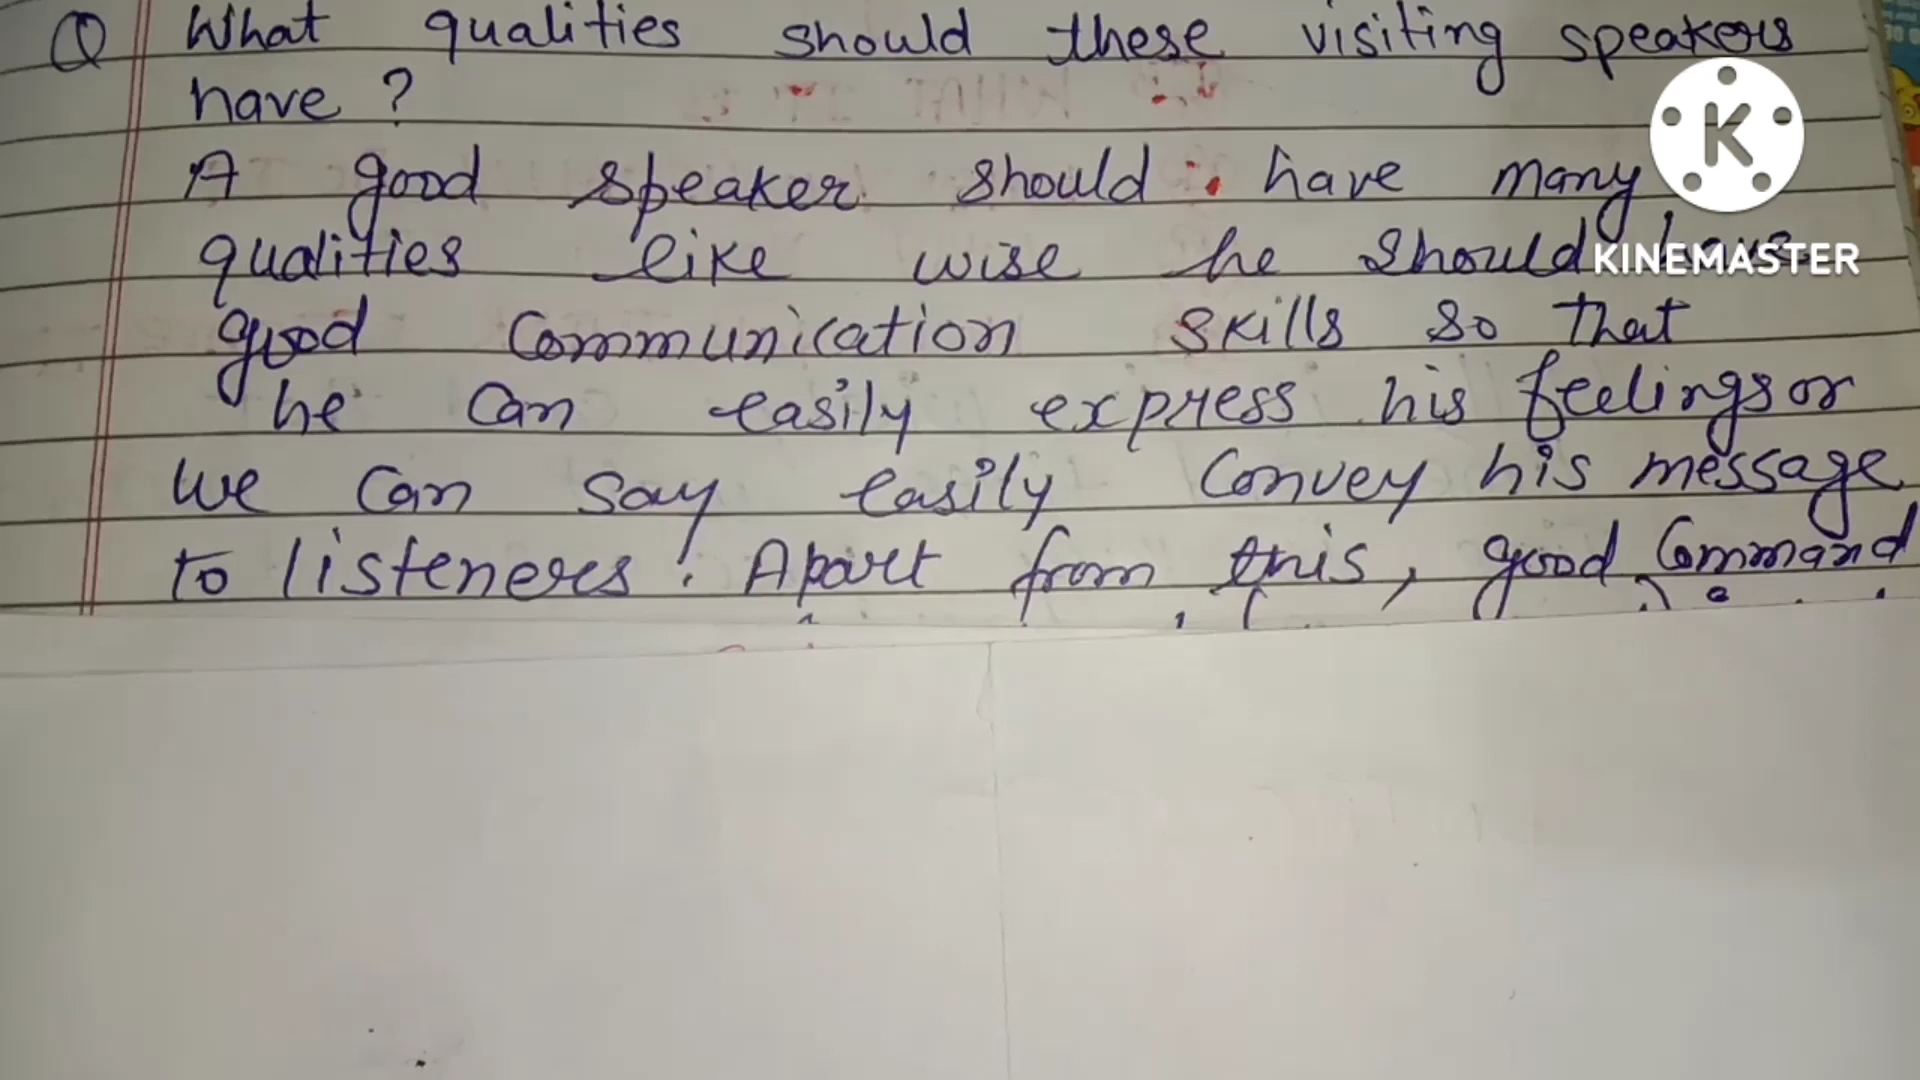 Q What qualities should these visiting speakers
have ?
A good speaker should have many
qualities like wise he should have
good communication skills so that
he can easily express his feelings or
we can say easily convey his message
to listeners. Apart from this, good command
K
KINEMASTER